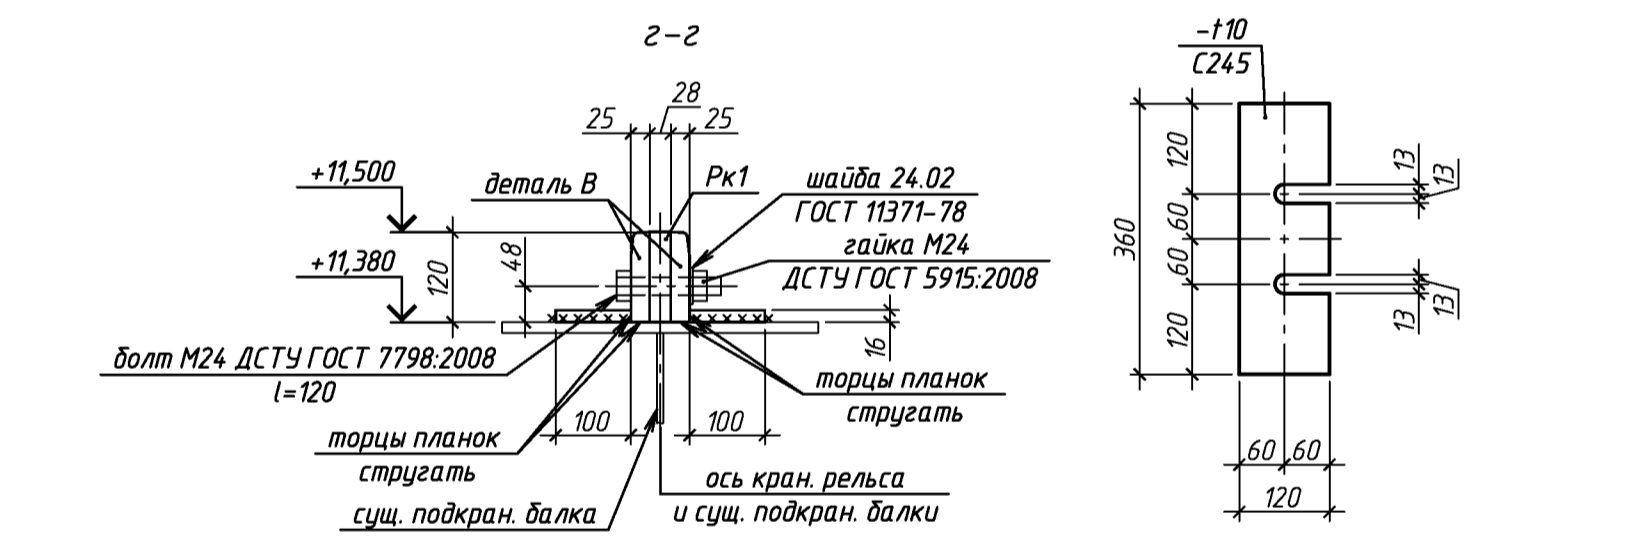 г-г
28
25
25
+11,500
деталь В
Рк1
шайба 24.02
ГОСТ 11371-78
+11,380
120
48
гайка М24
ДСТУ ГОСТ 5915:2008
болт М24 ДСТУ ГОСТ 7798:2008
l=120
16
торцы планок
стругать
100
100
торцы планок
стругать
ось кран. рельса
и сущ. подкран. балки
сущ. подкран. балка
-t10
С245
360
120
60
60
120
13
13
13
13
60
60
120